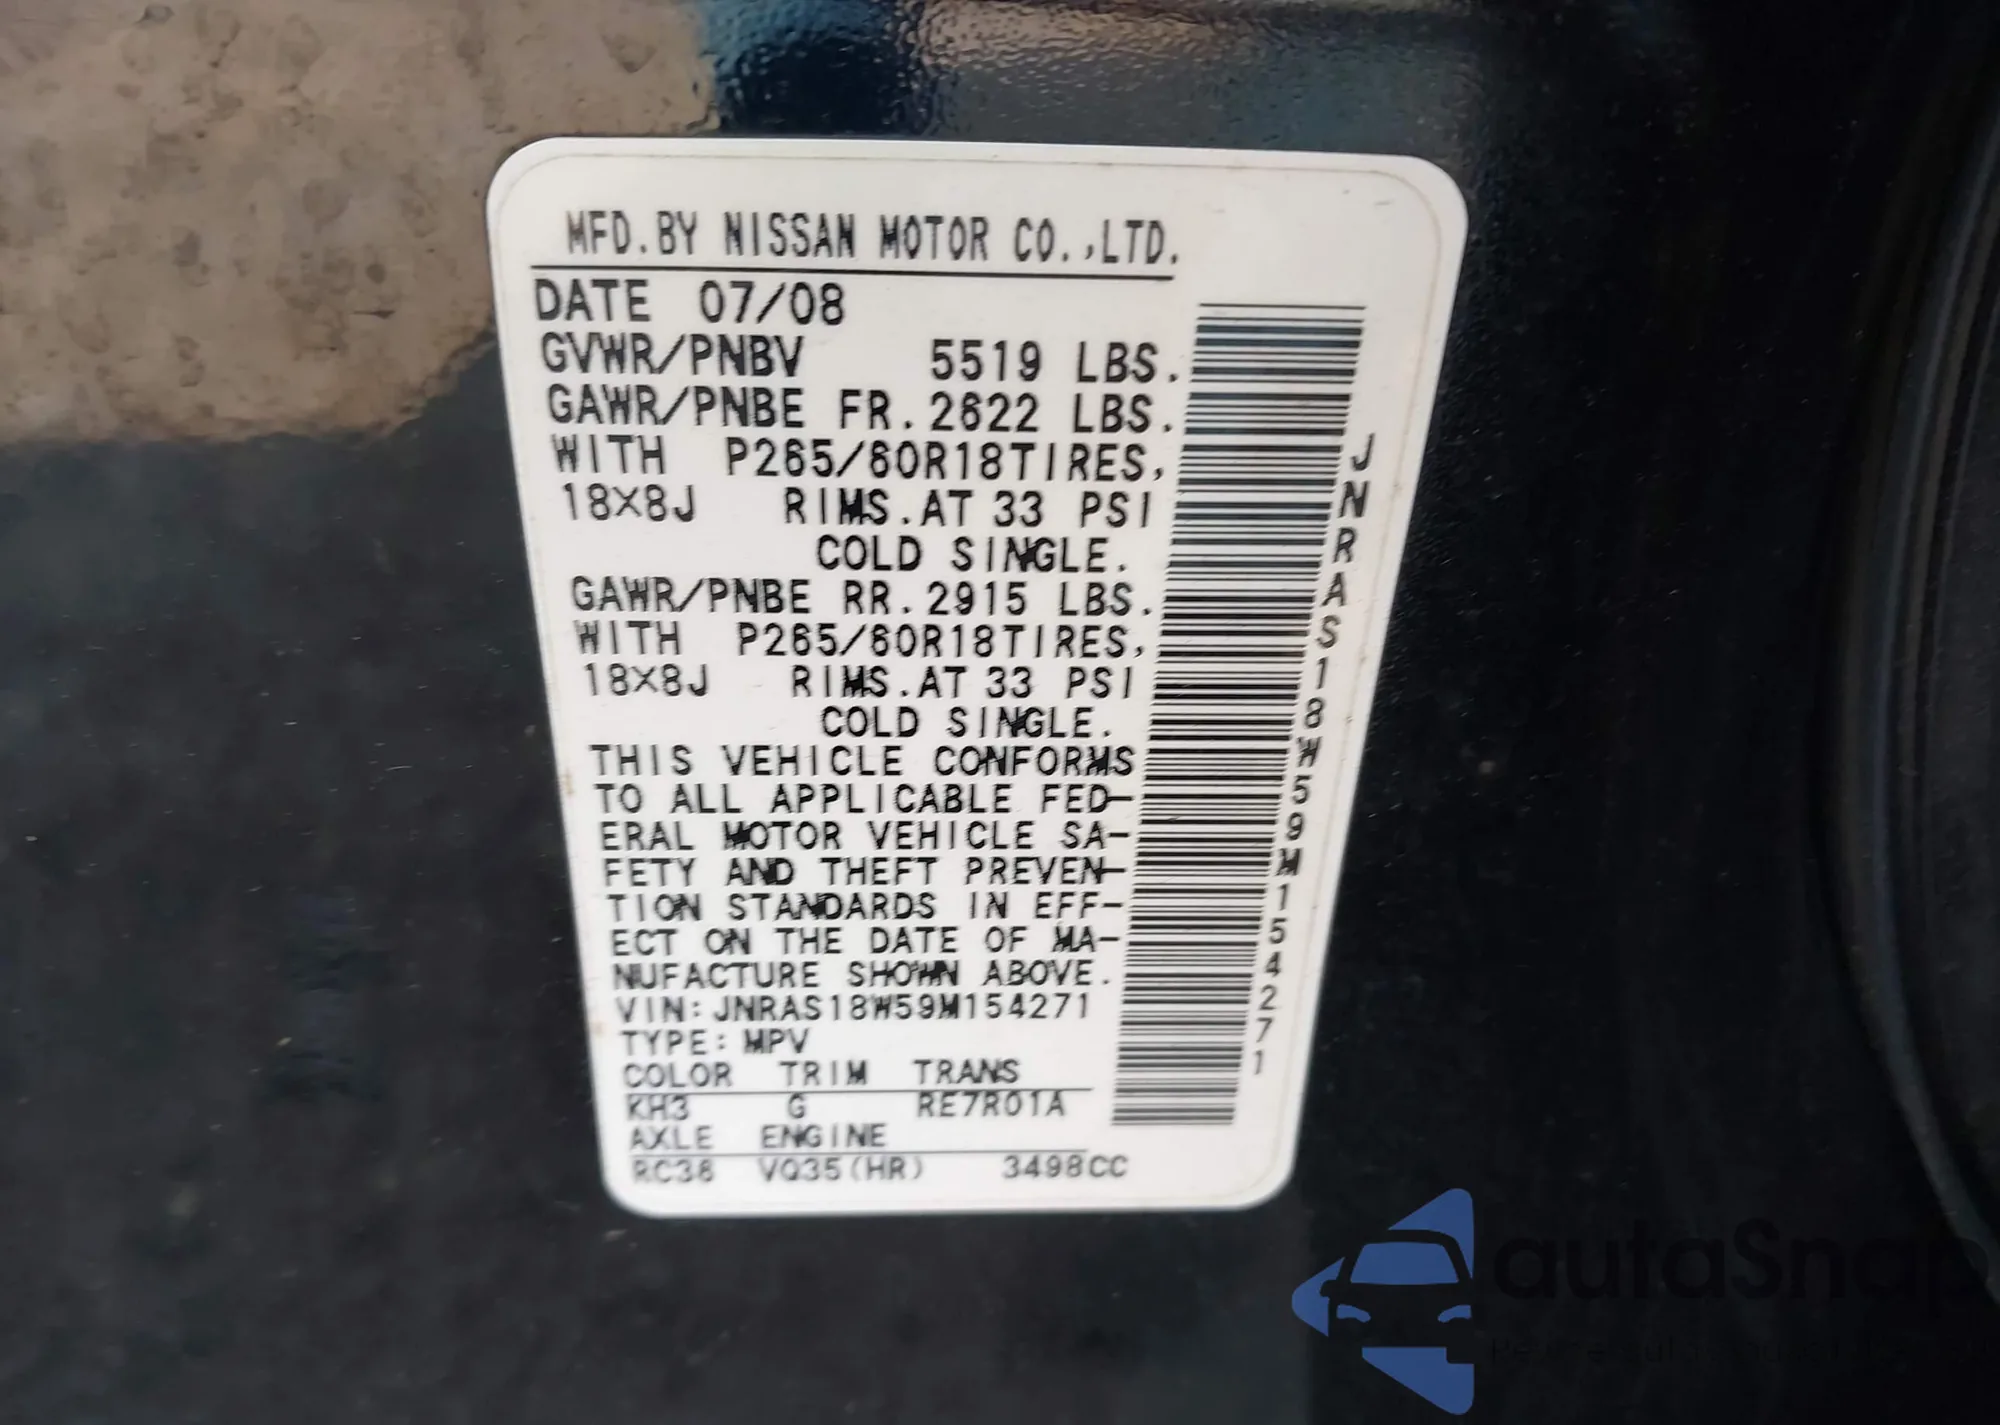 MFD.BY NISSAN MOTOR CO.,LTD.
DATE 07/08
GVWR/PNBV 5519 LBS.
GAWR/PNBE FR.2622 LBS.
WITH P265/60R18TIRES,
18X8J RIMS.AT 33 PSI
COLD SINGLE.
GAWR/PNBE RR.2915 LBS.
WITH P265/60R18TIRES,
18X8J RIMS.AT 33 PSI
COLD SINGLE.
THIS VEHICLE CONFORMS
TO ALL APPLICABLE FED-
ERAL MOTOR VEHICLE SA-
FETY AND THEFT PREVEN-
TION STANDARDS IN EFF-
ECT ON THE DATE OF MA-
NUFACTURE SHOWN ABOVE.
VIN:JNRAS18W59M154271
TYPE:MPV
COLOR TRIM TRANS
KH3 G RE7R01A
AXLE ENGINE
RC38 VQ35(HR) 3498CC
JNRAS18W59M154271
autaSnap